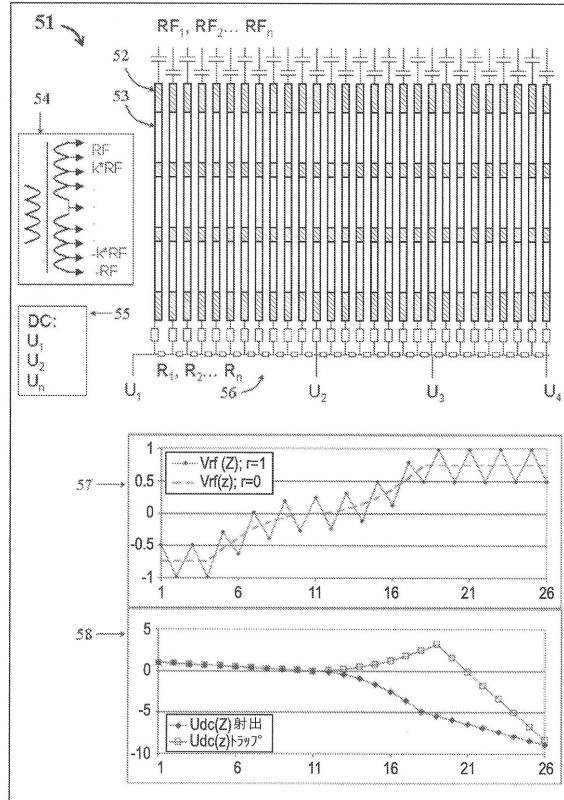 51
RF1, RF2... RFn
52
54
53
RF
k*RF
-k*RF
-RF
55
DC:
U1
U2
Un
U1
R1, R2... Rn
56
U2
U3
U4
57
1
0.5
0
-0.5
-1
Vrf (Z); r=1
Vrf(z); r=0
1
6
11
16
21
26
58
5
0
-5
-10
Udc(Z) 射出
Udc(z)トラップ
1
6
11
16
21
26